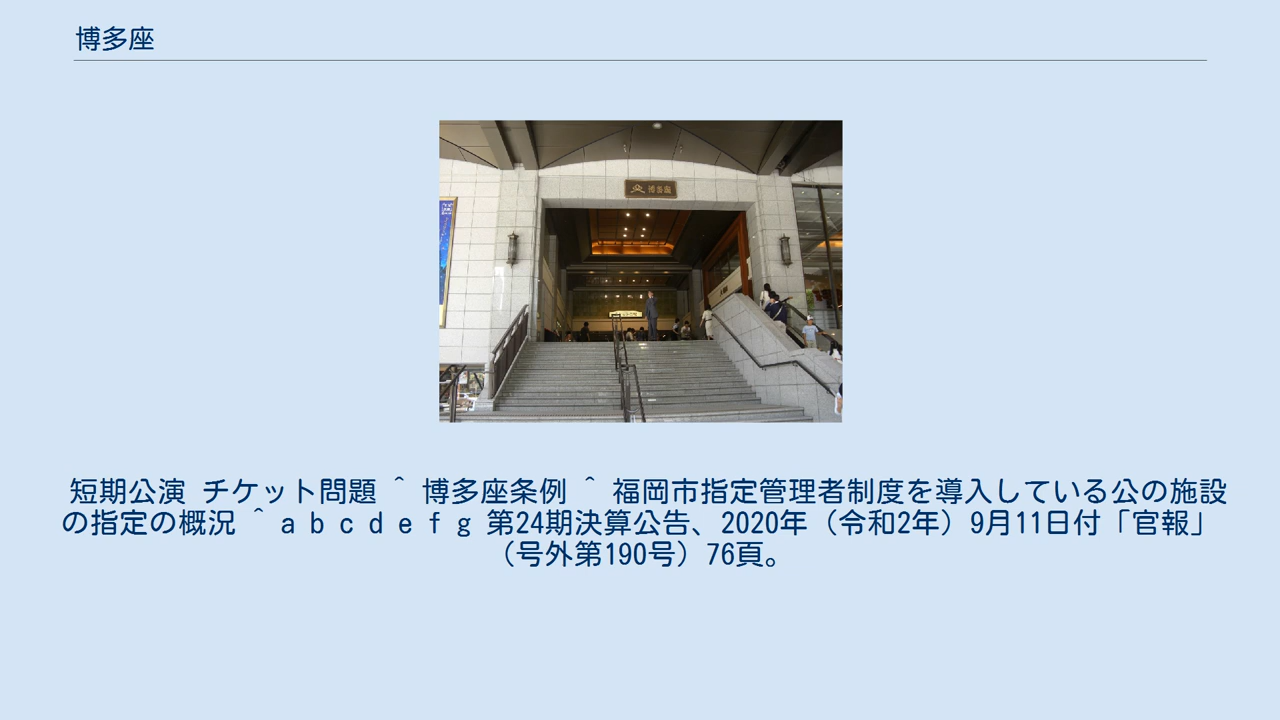 博多座
博多座
短期公演 チケット問題 ^ 博多座条例 ^ 福岡市指定管理者制度を導入している公の施設
の指定の概況 ^ a b c d e f g 第24期決算公告、2020年（令和2年）9月11日付「官報」
（号外第190号）76頁。